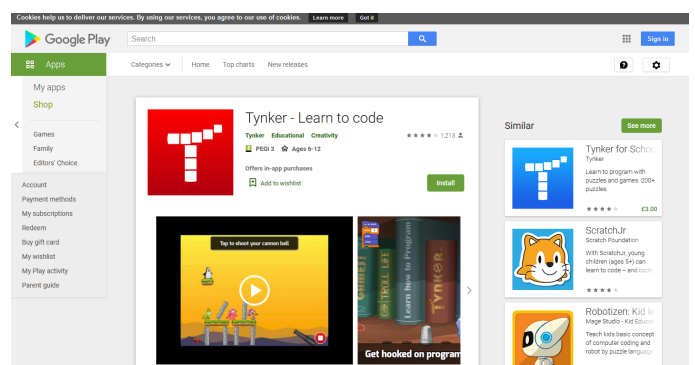 Cookies help us to deliver our services. By using our services, you agree to our use of cookies. Learn more Got it
Google Play
Search
Sign in
Apps
Categories Home Top charts New releases
My apps
Shop
Games
Family
Editors' Choice
Account
Payment methods
My subscriptions
Redeem
Buy gift card
My wishlist
My Play activity
Parent guide
Tynker - Learn to code
Tynker Educational Creativity
1,213
PEGI 3 Ages 6-12
Offers in-app purchases
Add to wishlist
Install
Tap to shoot your cannon ball
TROLL LIFE
Learn how to Program
TYNKER
Get hooked on program
Similar
See more
Tynker for Schoo
Tynker
Learn to program with
puzzles and games. 200+
puzzles.
£3.00
ScratchJr
Scratch Foundation
With ScratchJr, young
children (ages 5+) can
learn to code – and code
Robotizen: Kid le
Mage Studio - Kid Educat
Teach kids basic concept
of computer coding and
robot by puzzle language